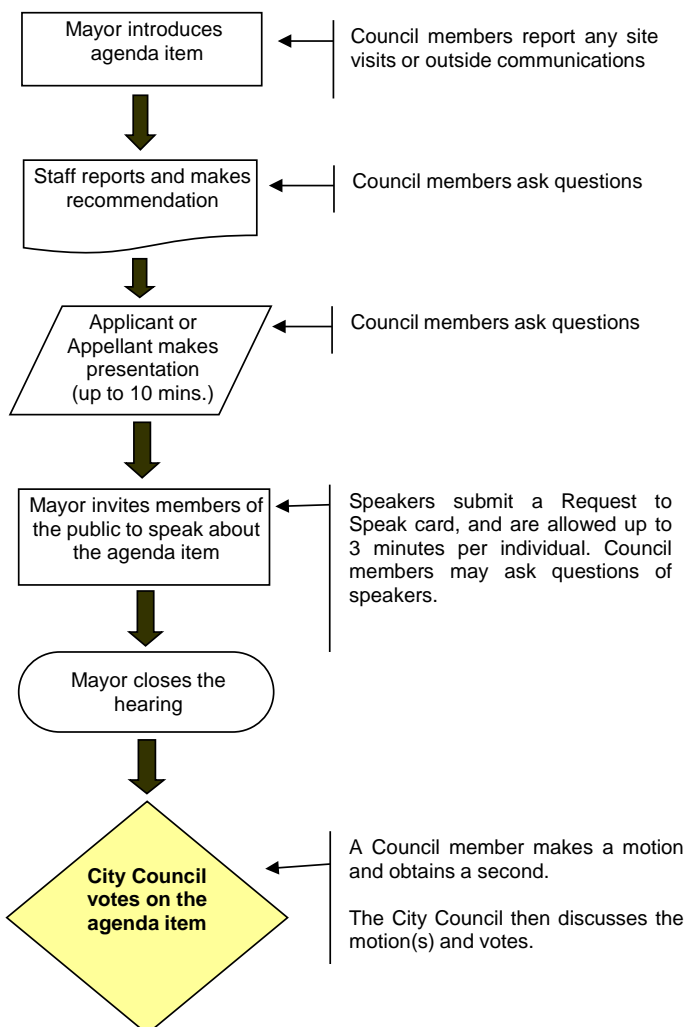 Mayor introduces
agenda item
Council members report any site
visits or outside communications
Staff reports and makes
recommendation
Council members ask questions
Applicant or
Appellant makes
presentation
(up to 10 mins.)
Council members ask questions
Mayor invites members of
the public to speak about
the agenda item
Speakers submit a Request to
Speak card, and are allowed up to
3 minutes per individual. Council
members may ask questions of
speakers.
Mayor closes the
hearing
City Council
votes on the
agenda item
A Council member makes a motion
and obtains a second.
The City Council then discusses the
motion(s) and votes.